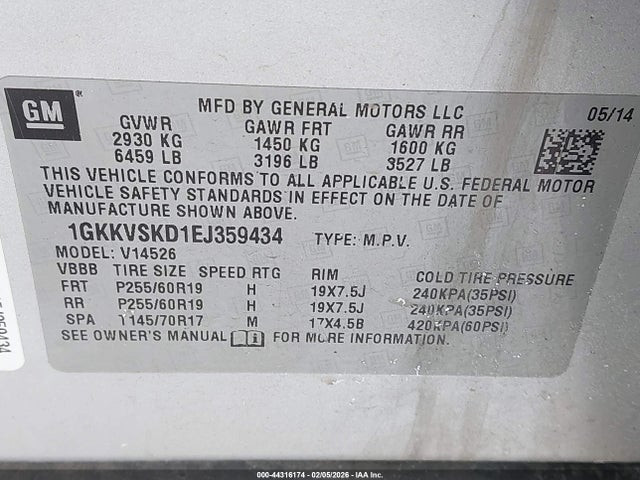 GM
MFD BY GENERAL MOTORS LLC 05/14
GVWR GAWR FRT GAWR RR
2930 KG 1450 KG 1600 KG
6459 LB 3196 LB 3527 LB
THIS VEHICLE CONFORMS TO ALL APPLICABLE U.S. FEDERAL MOTOR
VEHICLE SAFETY STANDARDS IN EFFECT ON THE DATE OF
MANUFACTURE SHOWN ABOVE.
1GKKVSKD1EJ359434 TYPE: M.P.V.
MODEL: V14526
VBBB TIRE SIZE SPEED RTG RIM COLD TIRE PRESSURE
FRT P255/60R19 H 19X7.5J 240KPA(35PSI)
RR P255/60R19 H 19X7.5J 240KPA(35PSI)
SPA T145/70R17 M 17X4.5B 420KPA(60PSI)
SEE OWNER'S MANUAL FOR MORE INFORMATION.
000-44316174 - 02/05/2026 - IAA Inc.